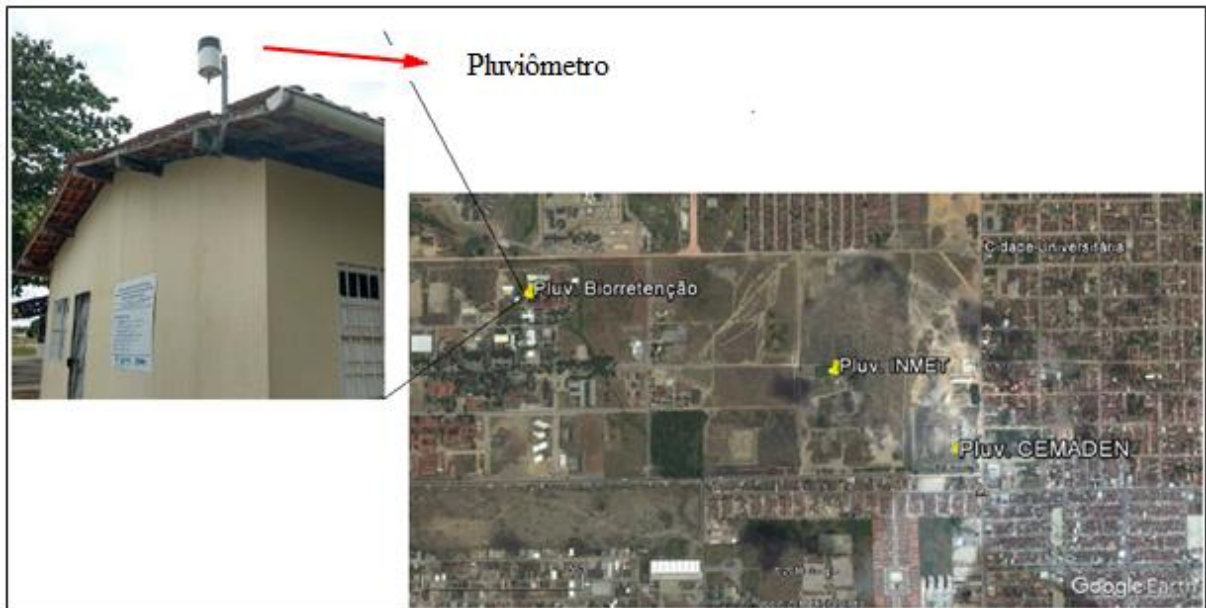 Pluviômetro
Cidade Universitária
Pluv. Biorretenção
Pluv. INMET
Pluv. CEMADEN
Google Earth